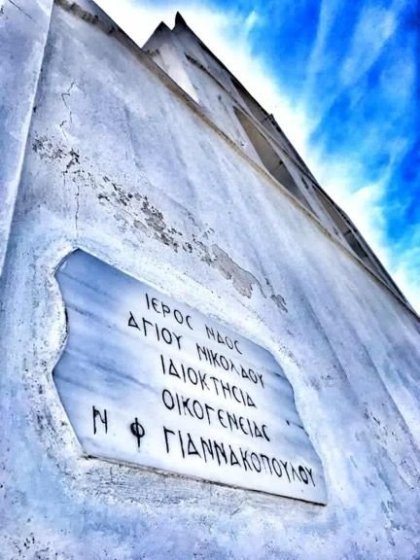 ΙΕΡΟΣ ΝΑΟΣ
ΑΓΙΟΥ ΝΙΚΟΛΑΟΥ
ΙΔΙΟΚΤΗΣΙΑ
ΟΙΚΟΓΕΝΕΙΑΣ
Ν Φ ΓΙΑΝΝΑΚΟΠΟΥΛΟΥ